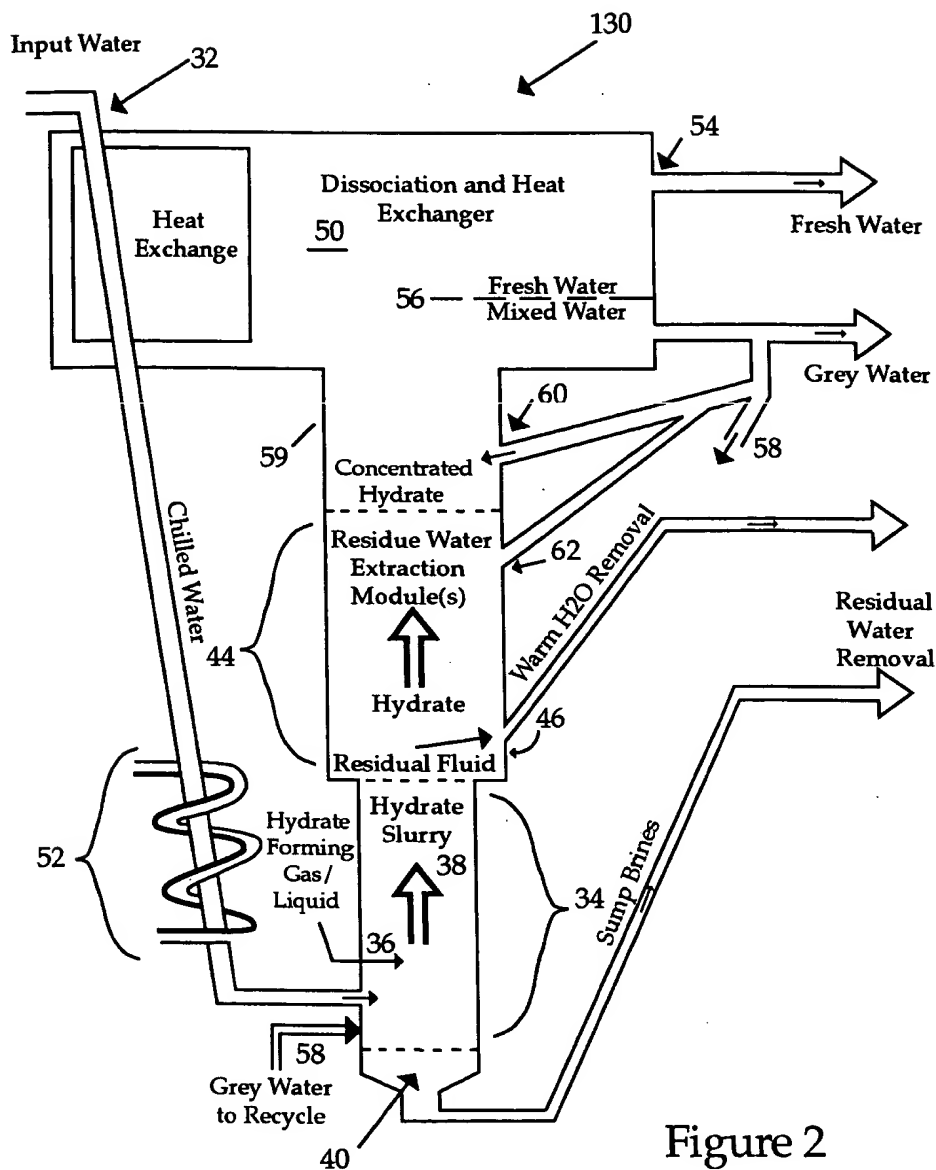 130
Input Water
32
54
Dissociation and Heat
Exchanger
50
Heat
Exchange
Fresh Water
56
Fresh Water
Mixed Water
Grey Water
60
58
59
Concentrated
Hydrate
Chilled Water
Residue Water
Extraction
Module(s)
62
Warm H2O Removal
Residual
Water
Removal
44
Hydrate
46
Residual Fluid
Hydrate
Slurry
38
Hydrate
Forming
Gas/
Liquid
52
34
Sump Brines
36
58
Grey Water
to Recycle
40
Figure 2